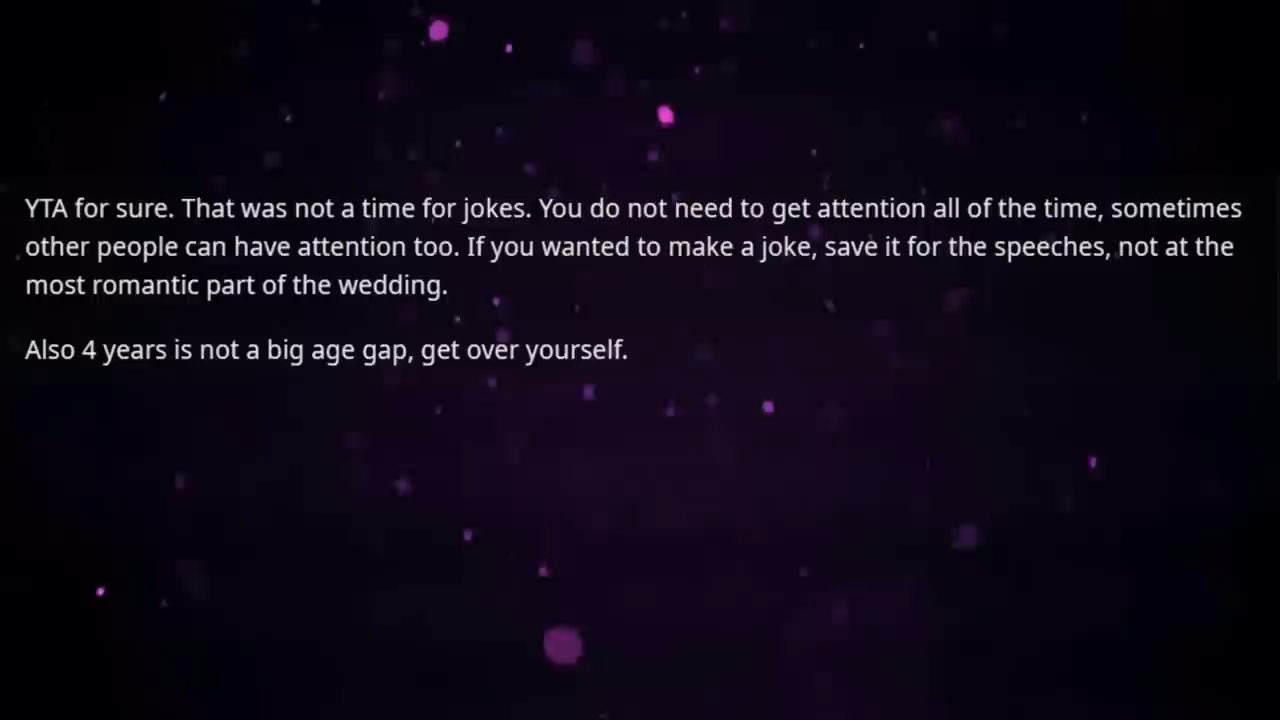 YTA for sure. That was not a time for jokes. You do not need to get attention all of the time, sometimes
other people can have attention too. If you wanted to make a joke, save it for the speeches, not at the
most romantic part of the wedding.
Also 4 years is not a big age gap, get over yourself.